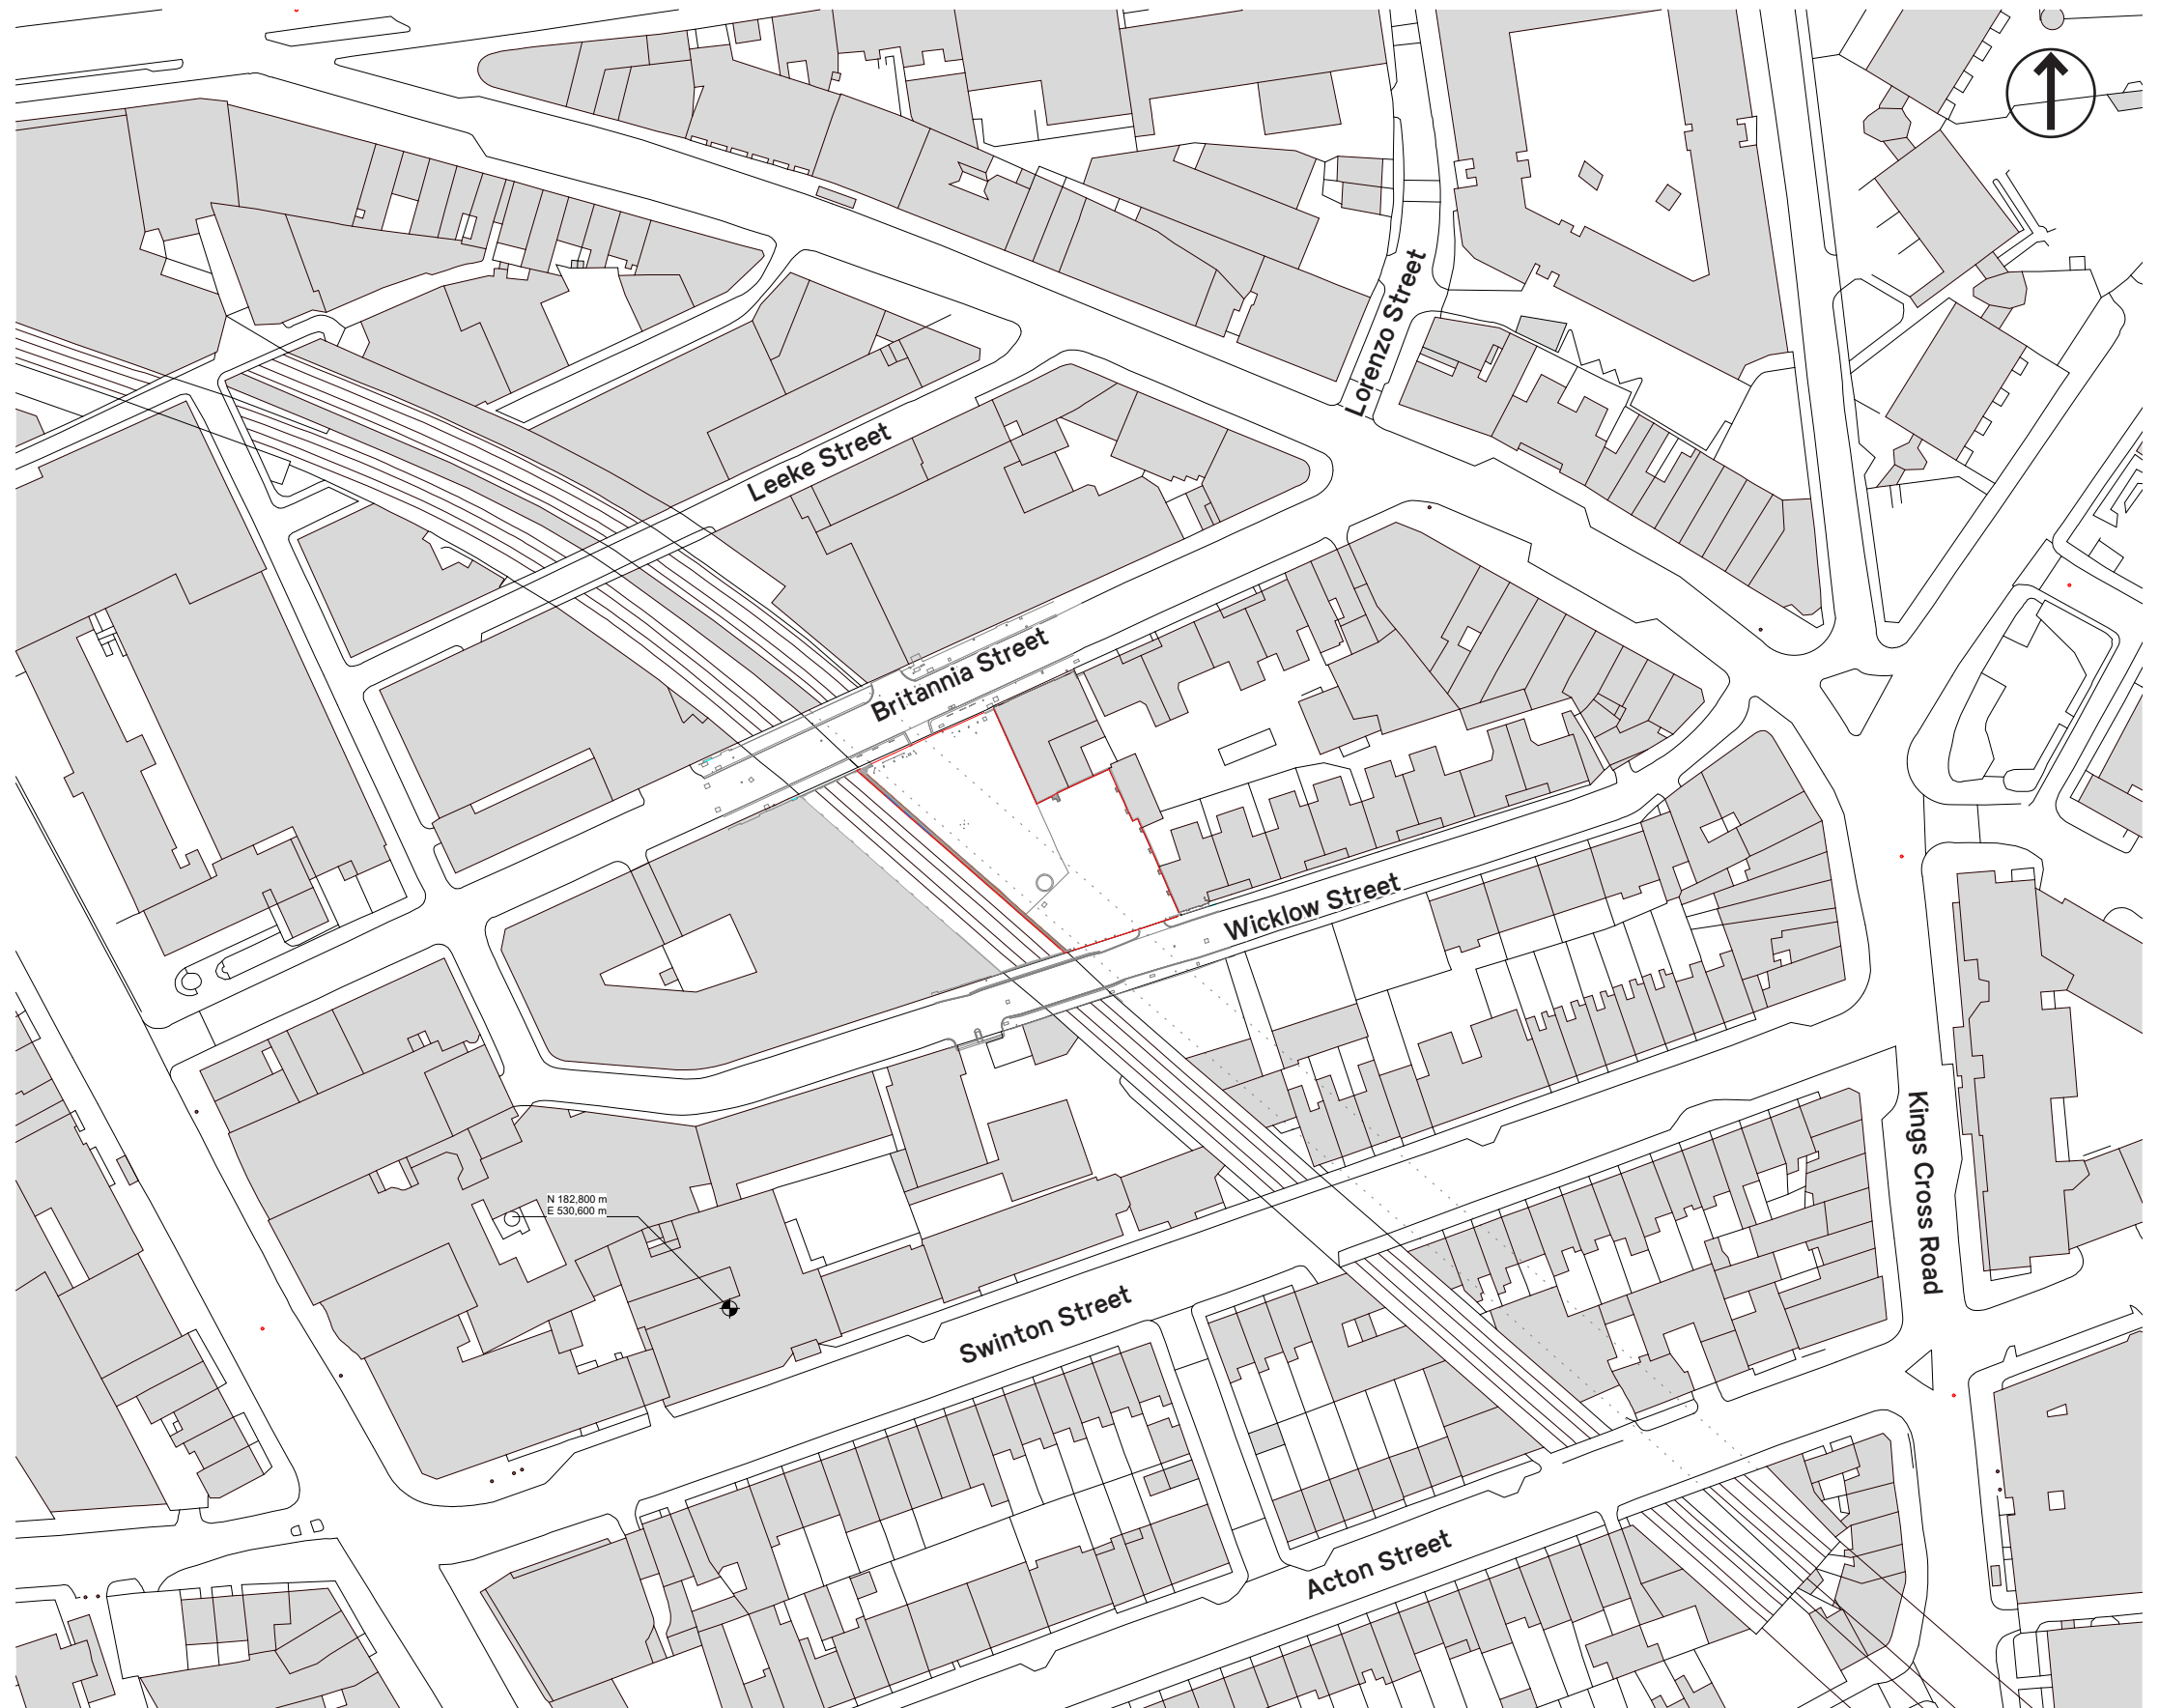 Lorenzo Street
Leeke Street
Britannia Street
Wicklow Street
Kings Cross Road
N 182,800 m
E 530,600 m
Swinton Street
Acton Street